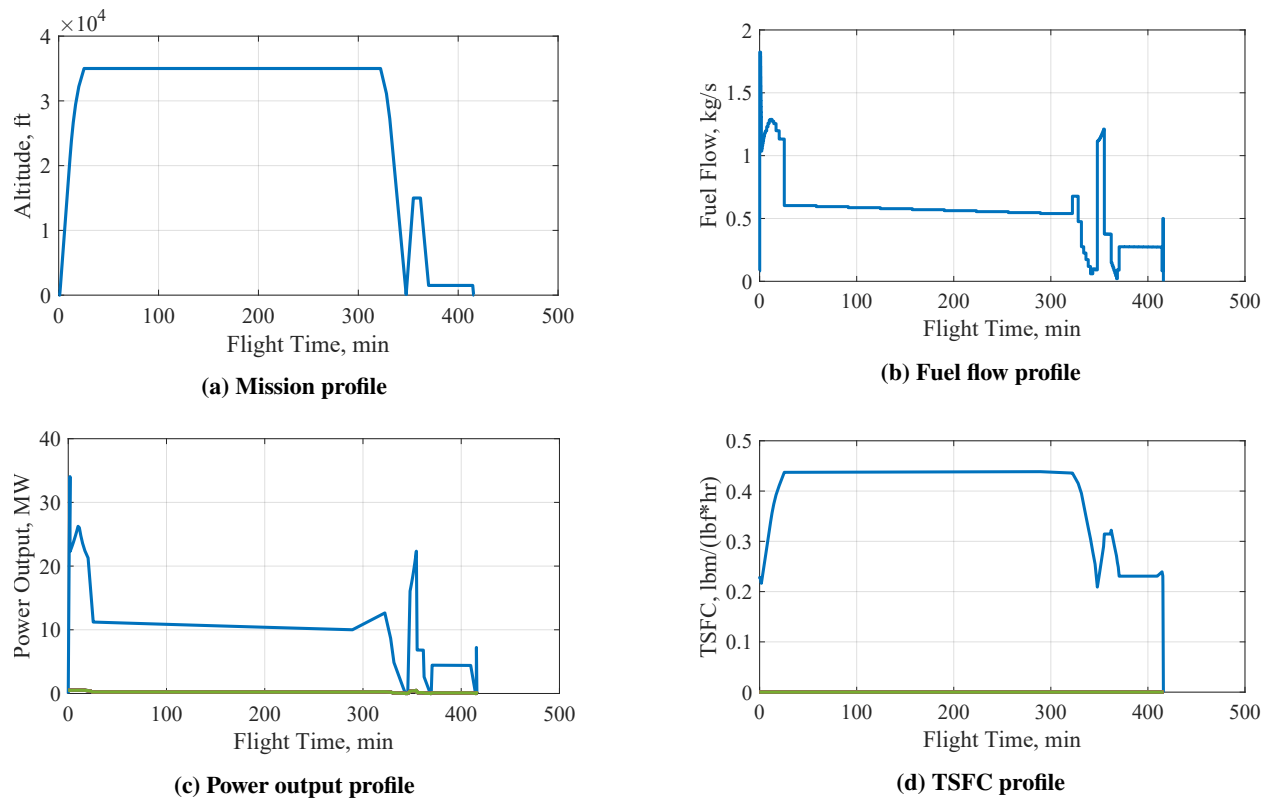 ×10⁴
4
3
2
1
0
Altitude, ft
0 100 200 300 400 500
Flight Time, min
(a) Mission profile
2
1.5
1
0.5
0
Fuel Flow, kg/s
0 100 200 300 400 500
Flight Time, min
(b) Fuel flow profile
40
30
20
10
0
Power Output, MW
0 100 200 300 400 500
Flight Time, min
(c) Power output profile
0.5
0.4
0.3
0.2
0.1
0
TSFC, lbm/(lbf*hr)
0 100 200 300 400 500
Flight Time, min
(d) TSFC profile